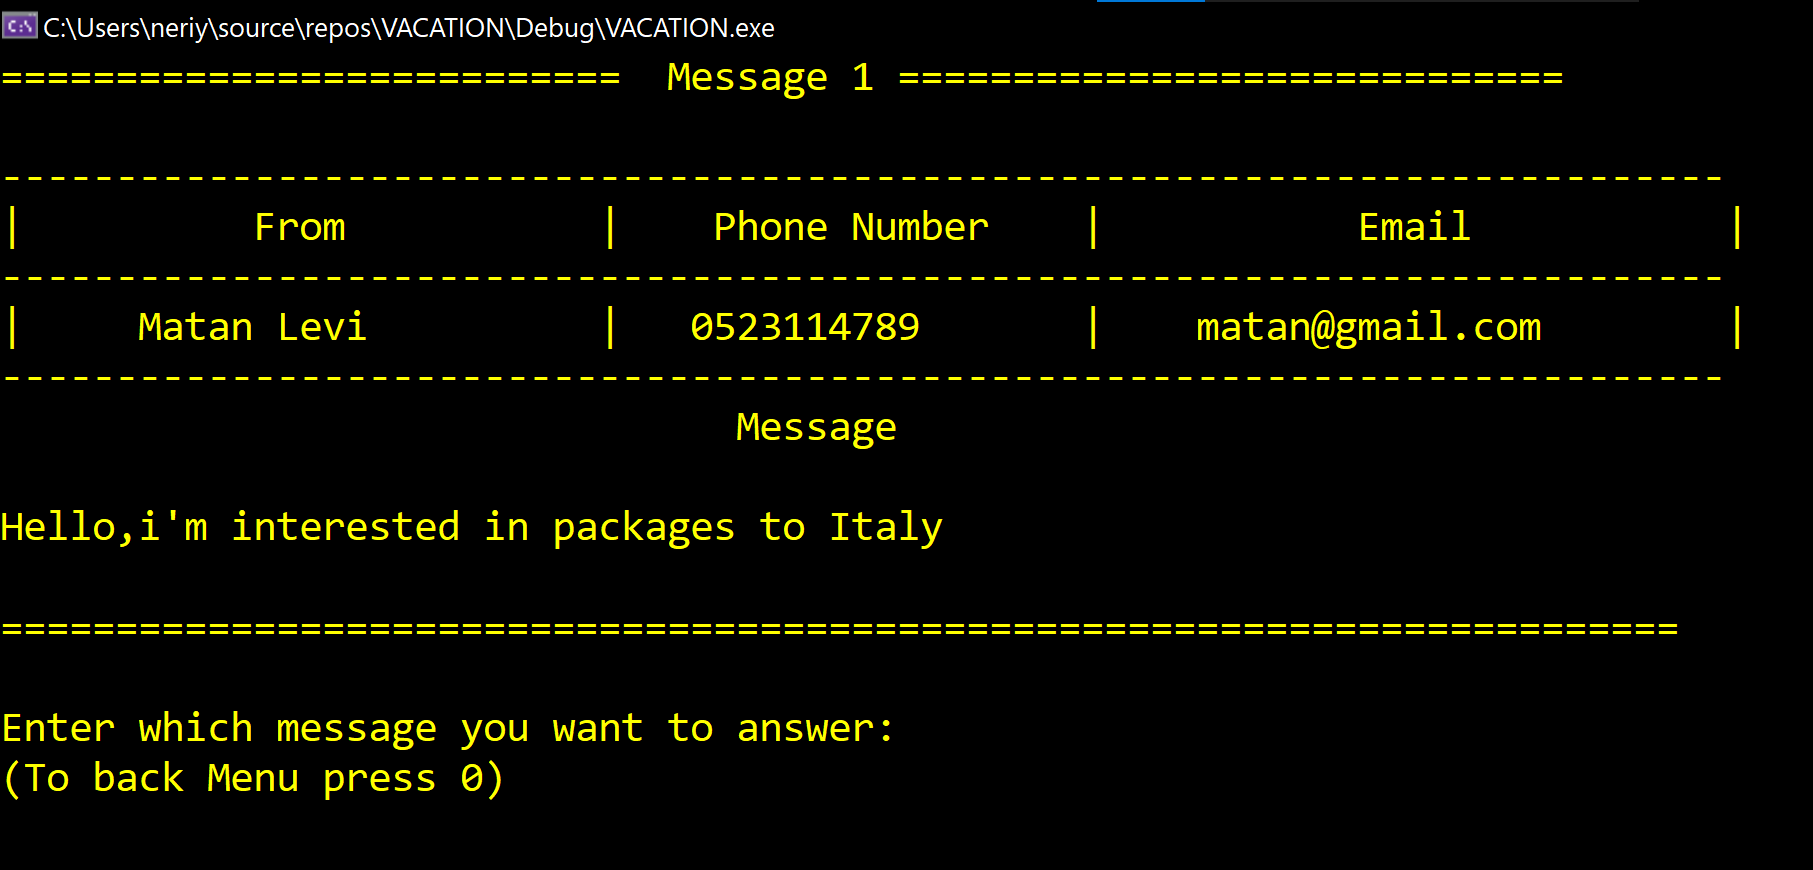 C:\Users\neriy\source\repos\VACATION\Debug\VACATION.exe
=========================== Message 1 =============================
---------------------------------------------------------------------------
| From | Phone Number | Email |
---------------------------------------------------------------------------
| Matan Levi | 0523114789 | matan@gmail.com |
---------------------------------------------------------------------------
Message
Hello,i'm interested in packages to Italy
=========================================================================
Enter which message you want to answer:
(To back Menu press 0)